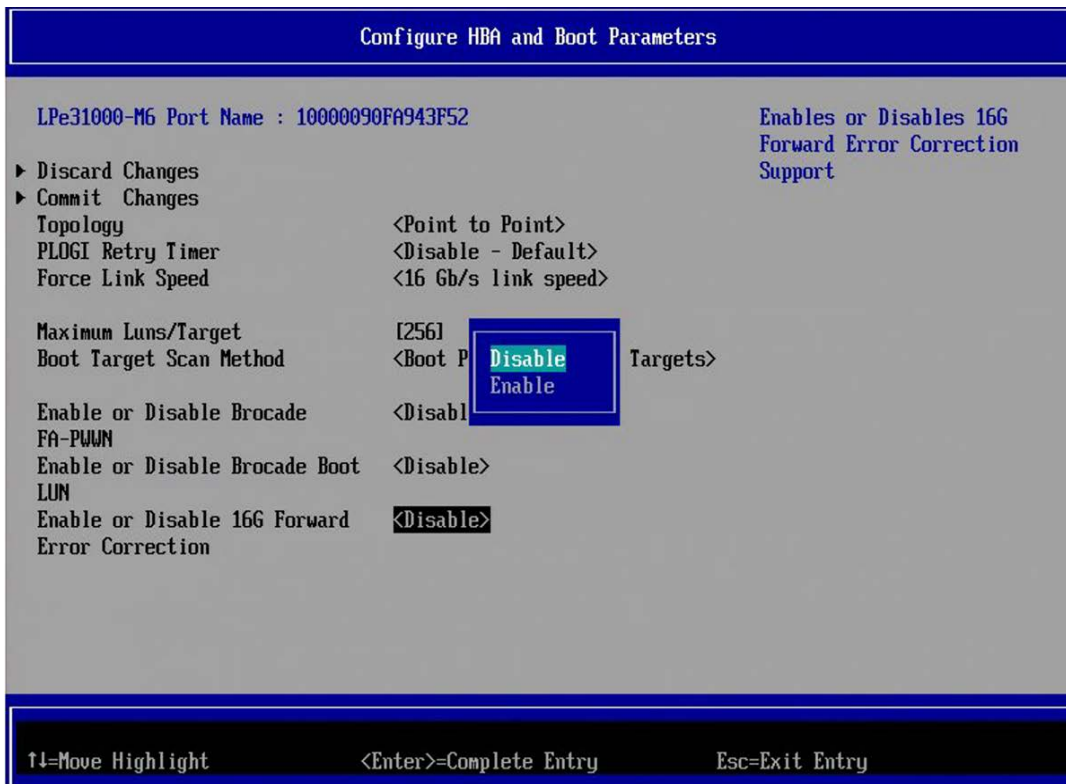 Configure HBA and Boot Parameters
LPe31000-M6 Port Name : 10000090FA943F52
Enables or Disables 16G
Forward Error Correction
Support
▶ Discard Changes
▶ Commit  Changes
Topology <Point to Point>
PLOGI Retry Timer <Disable - Default>
Force Link Speed <16 Gb/s link speed>
Maximum Luns/Target [256]
Boot Target Scan Method <Boot P Targets>
Disable
Enable
Enable or Disable Brocade <Disabl
FA-PWWN
Enable or Disable Brocade Boot <Disable>
LUN
Enable or Disable 16G Forward <Disable>
Error Correction
↑↓=Move Highlight <Enter>=Complete Entry Esc=Exit Entry